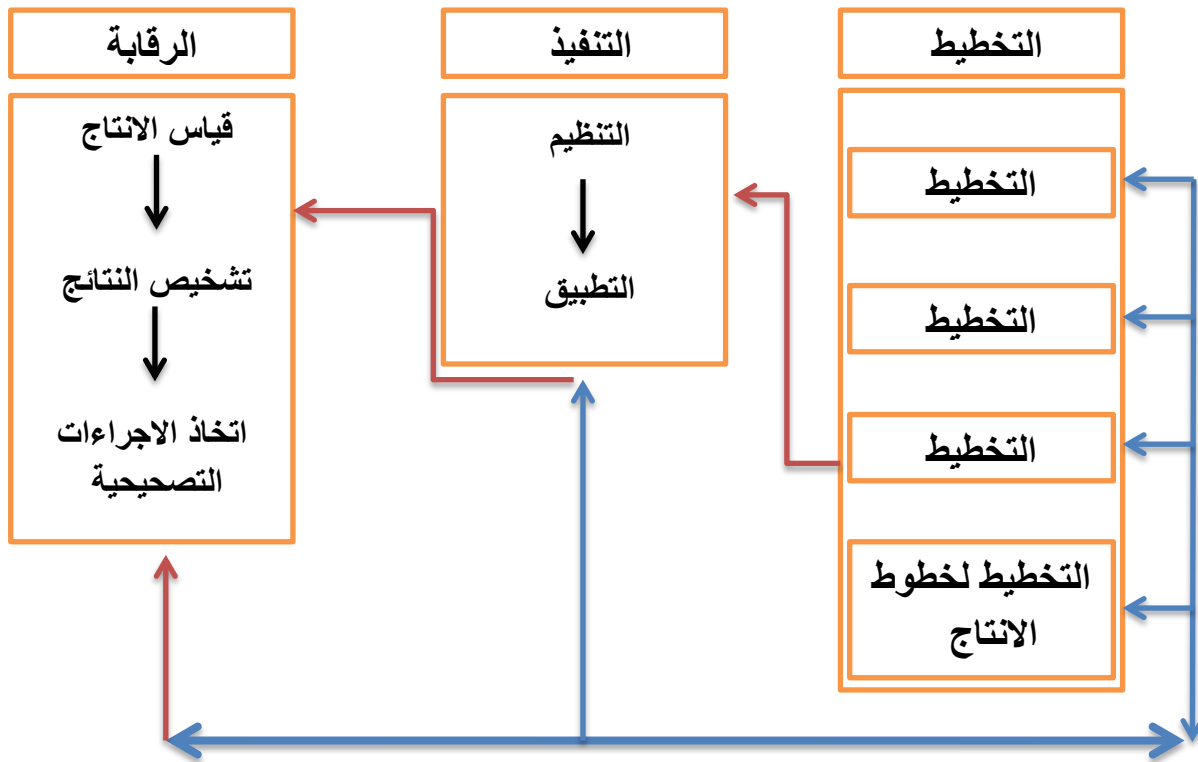 التخطيط
التنفيذ
الرقابة
التخطيط
التخطيط
التخطيط
التخطيط لخطوط
الانتاج
التنظيم
التطبيق
قياس الانتاج
تشخيص النتائج
اتخاذ الاجراءات
التصحيحية